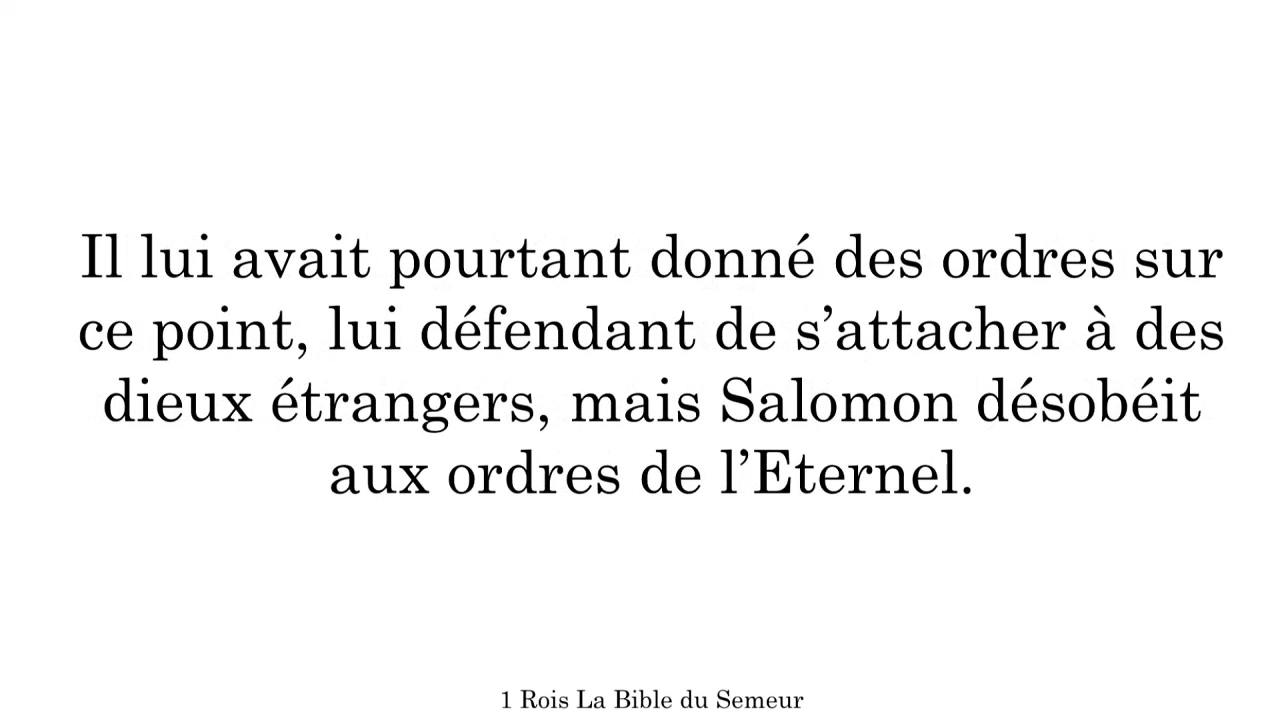 Il lui avait pourtant donné des ordres sur
ce point, lui défendant de s’attacher à des
dieux étrangers, mais Salomon désobéit
aux ordres de l’Eternel.
1 Rois La Bible du Semeur